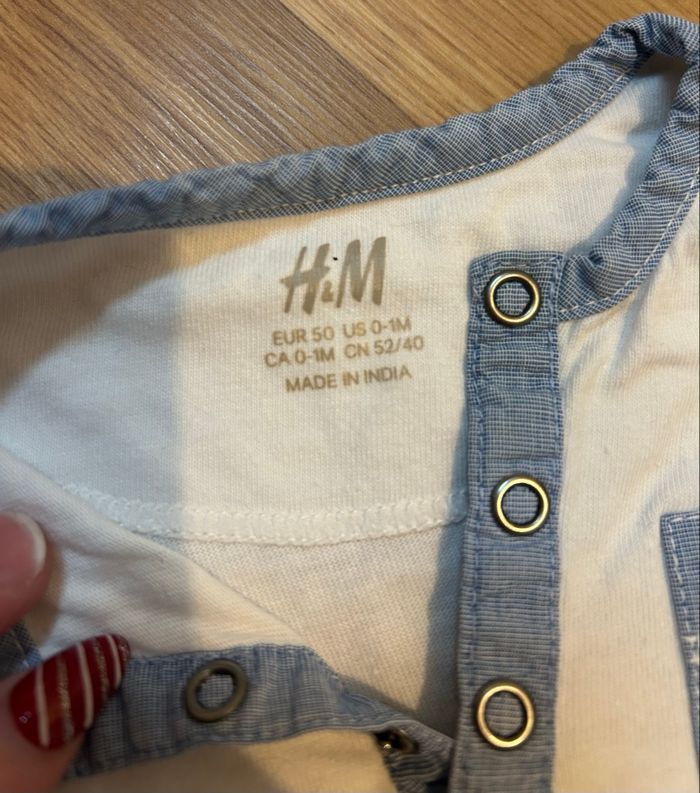 H&M
EUR 50 US 0-1M
CA 0-1M CN 52/40
MADE IN INDIA